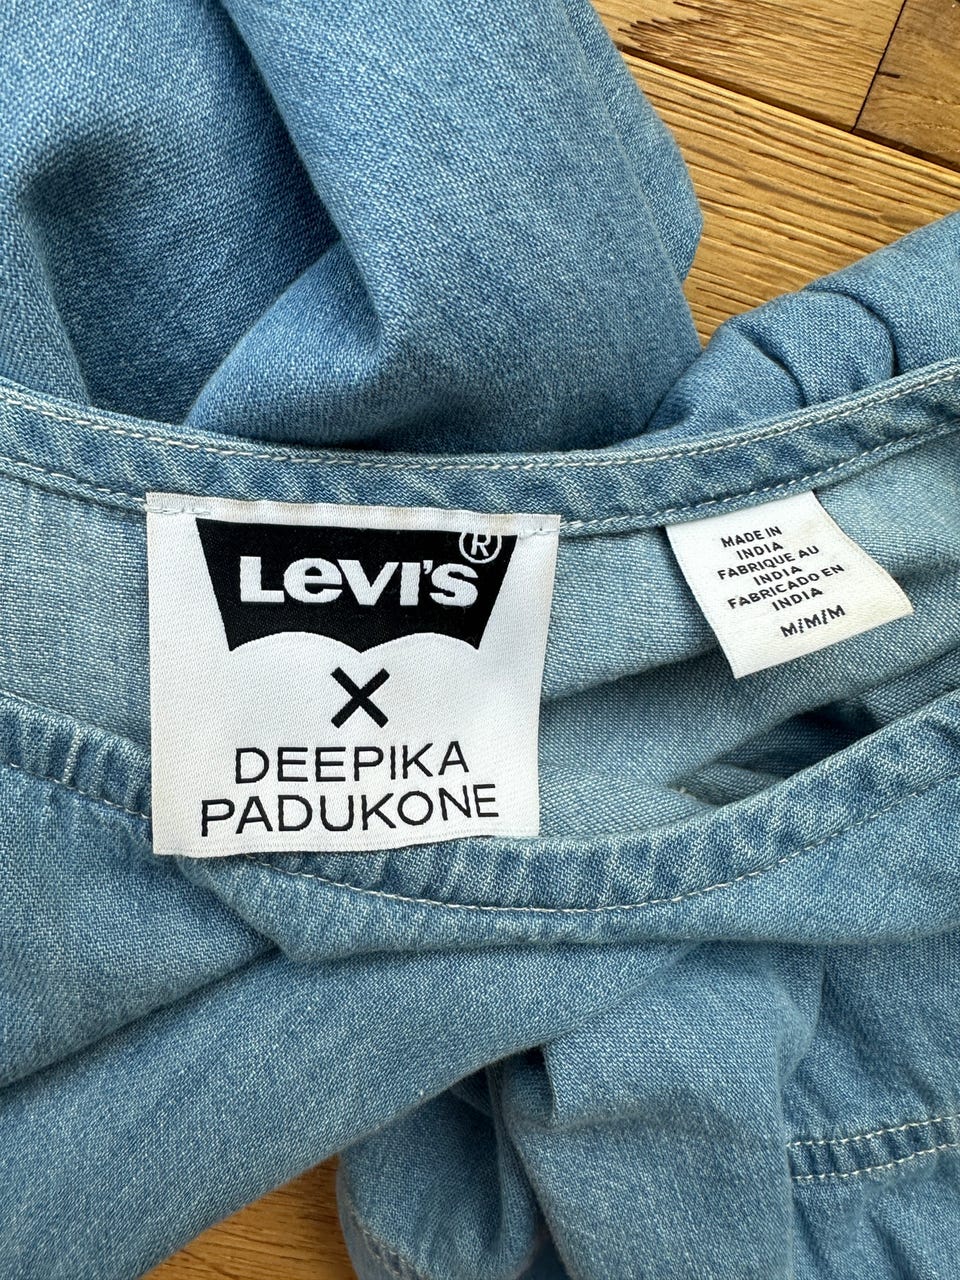 LEVI'S®
X
DEEPIKA
PADUKONE
MADE IN
INDIA
FABRIQUE AU
INDIA
FABRICADO EN
INDIA
M/M/M